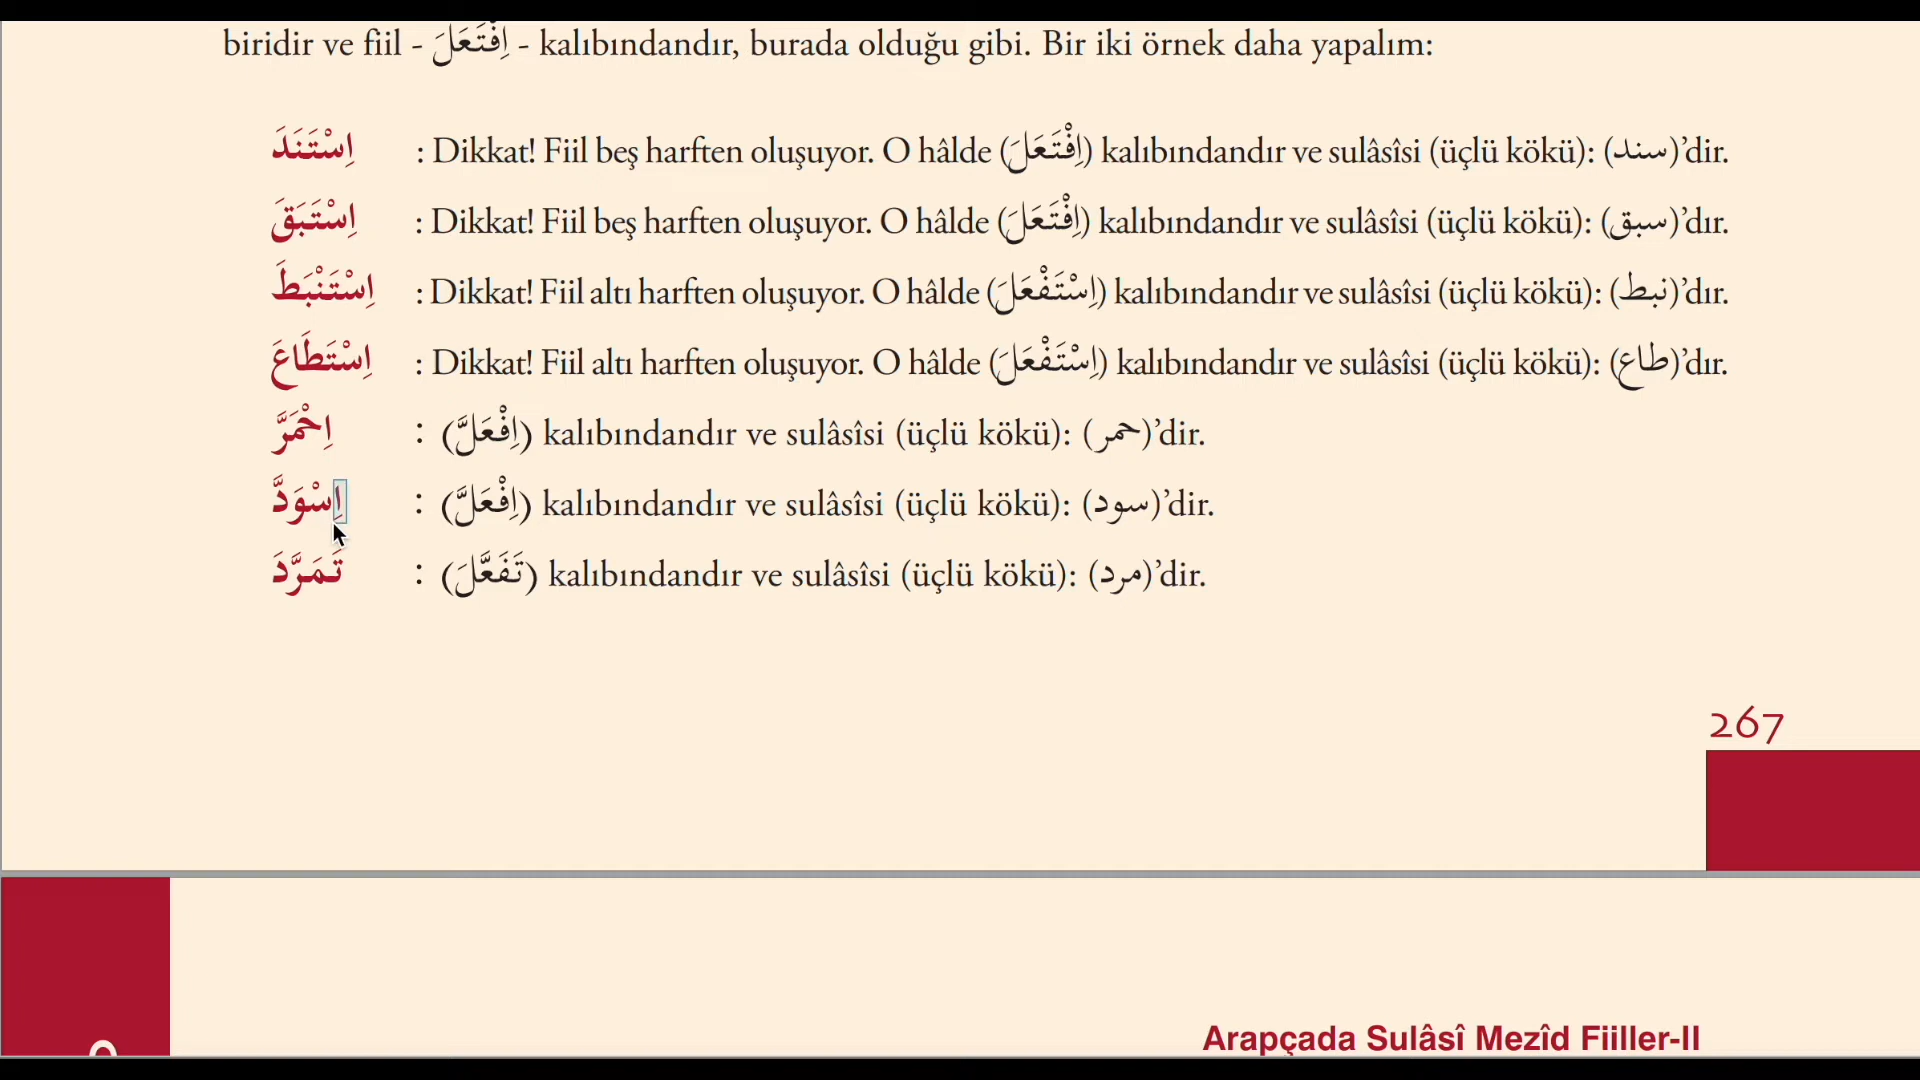 biridir ve fiil - اِفْتَعَلَ - kalıbındandır, burada olduğu gibi. Bir iki örnek daha yapalım:
اِسْتَنَدَ : Dikkat! Fiil beş harften oluşuyor. O hâlde (اِفْتَعَلَ) kalıbındandır ve sulâsîsi (üçlü kökü): (سند)’dir.
اِسْتَبَقَ : Dikkat! Fiil beş harften oluşuyor. O hâlde (اِفْتَعَلَ) kalıbındandır ve sulâsîsi (üçlü kökü): (سبق)’dır.
اِسْتَنْبَطَ : Dikkat! Fiil altı harften oluşuyor. O hâlde (اِسْتَفْعَلَ) kalıbındandır ve sulâsîsi (üçlü kökü): (نبط)’dır.
اِسْتَطَاعَ : Dikkat! Fiil altı harften oluşuyor. O hâlde (اِسْتَفْعَلَ) kalıbındandır ve sulâsîsi (üçlü kökü): (طاع)’dır.
اِحْمَرَّ : (اِفْعَلَّ) kalıbındandır ve sulâsîsi (üçlü kökü): (حمر)’dir.
اِسْوَدَّ : (اِفْعَلَّ) kalıbındandır ve sulâsîsi (üçlü kökü): (سود)’dir.
تَمَرَّدَ : (تَفَعَّلَ) kalıbındandır ve sulâsîsi (üçlü kökü): (مرد)’dir.
267
Arapçada Sulâsî Mezîd Fiiller-II